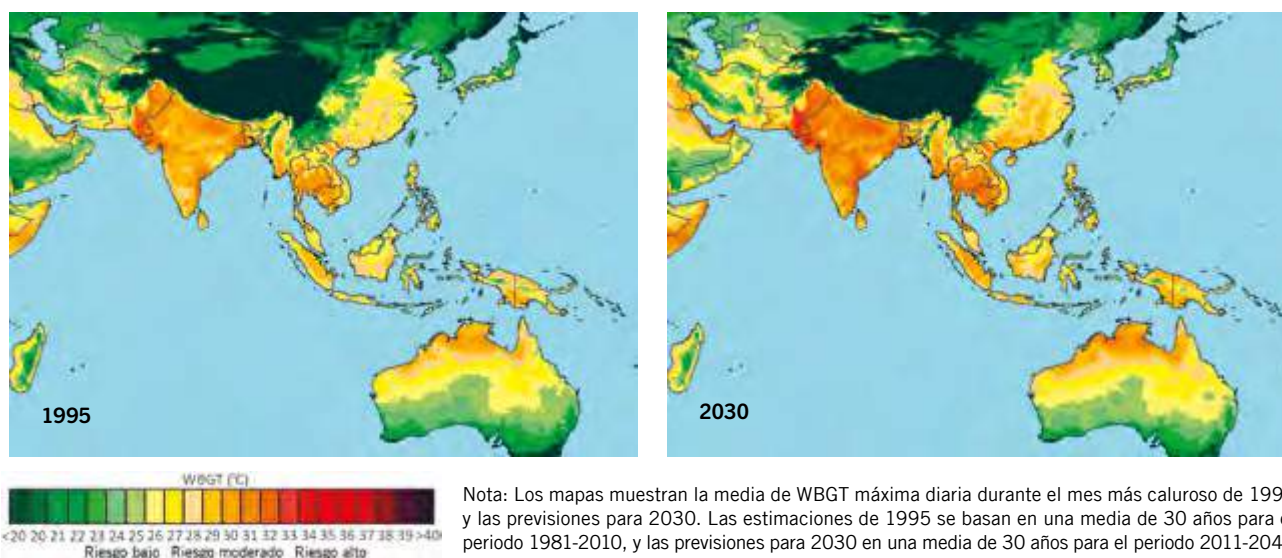 1995
2030
WBGT (°C)
<20 20 21 22 23 24 25 26 27 28 29 30 31 32 33 34 35 36 37 38 39 >40
Riesgo bajo Riesgo moderado Riesgo alto
Nota: Los mapas muestran la media de WBGT máxima diaria durante el mes más caluroso de 199
y las previsiones para 2030. Las estimaciones de 1995 se basan en una media de 30 años para e
periodo 1981-2010, y las previsiones para 2030 en una media de 30 años para el periodo 2011-204